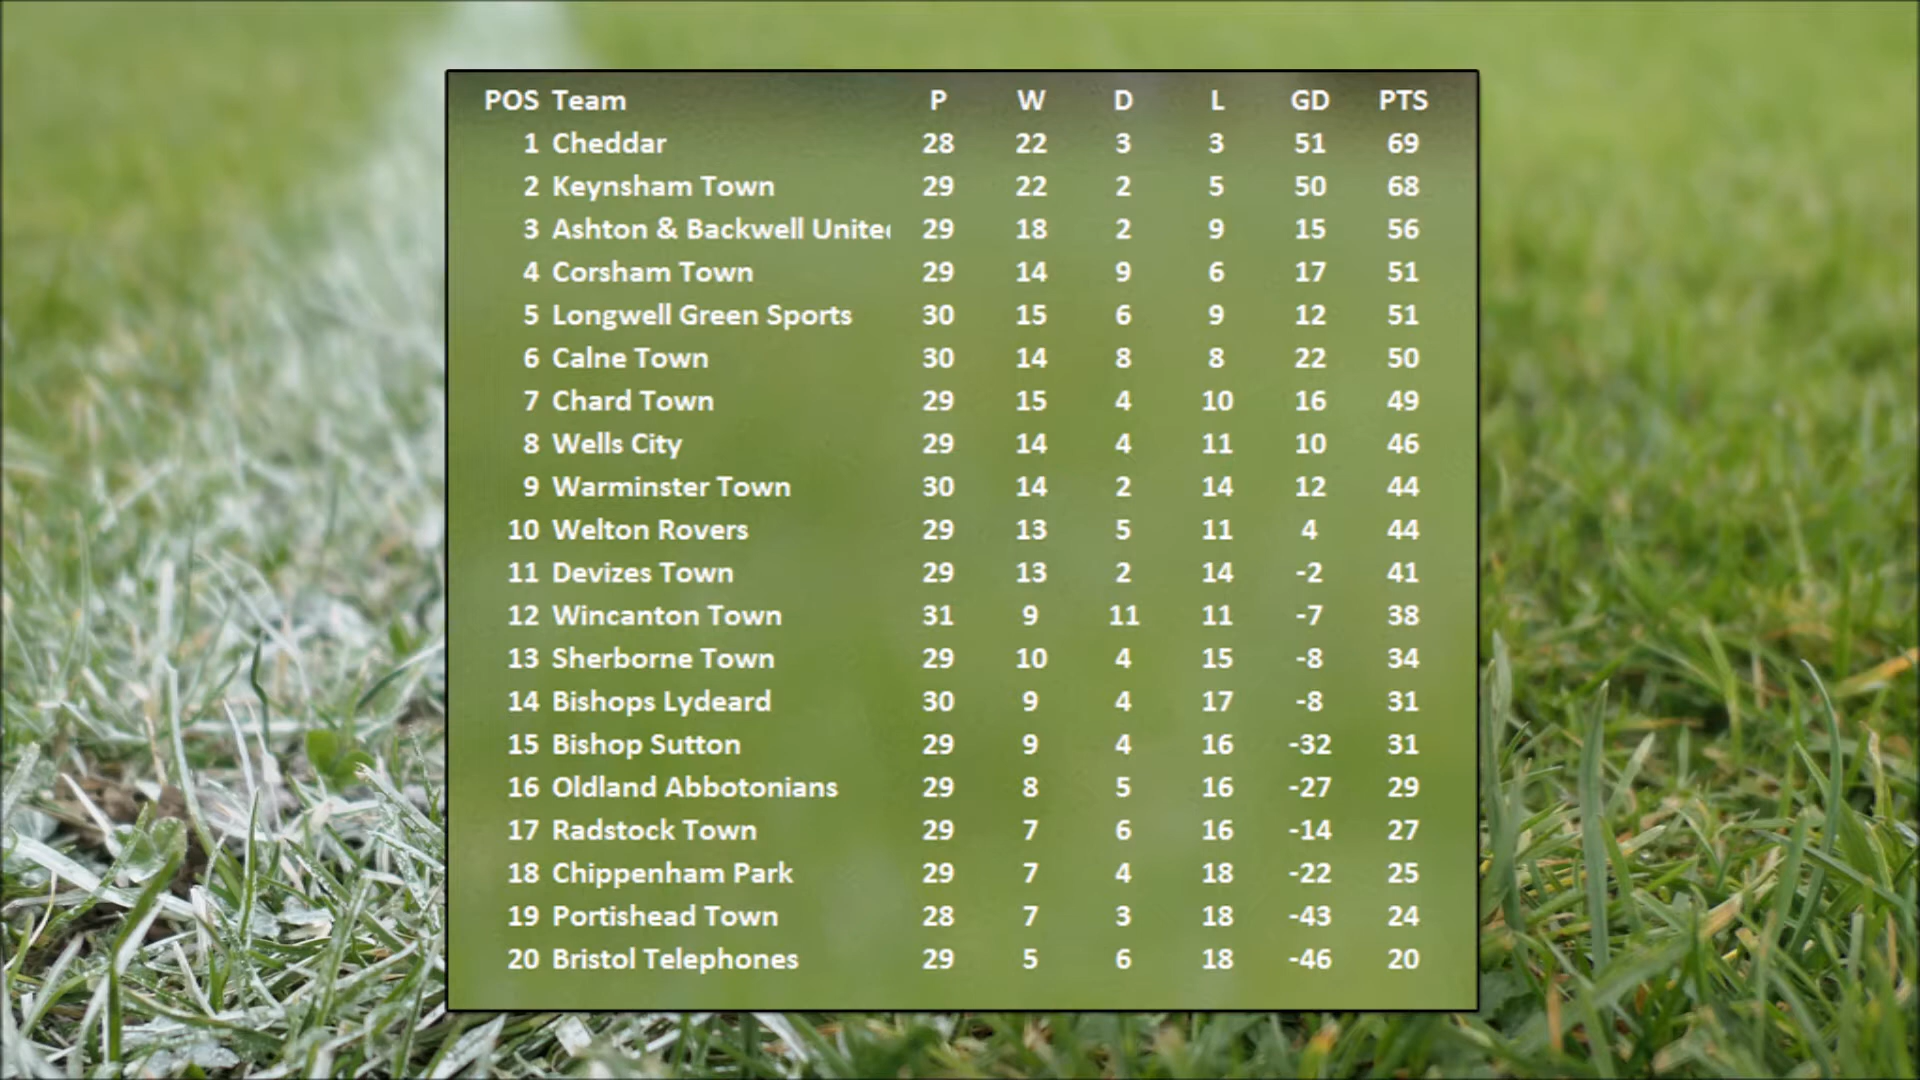 POS Team P W D L GD PTS
1 Cheddar 28 22 3 3 51 69
2 Keynsham Town 29 22 2 5 50 68
3 Ashton & Backwell United 29 18 2 9 15 56
4 Corsham Town 29 14 9 6 17 51
5 Longwell Green Sports 30 15 6 9 12 51
6 Calne Town 30 14 8 8 22 50
7 Chard Town 29 15 4 10 16 49
8 Wells City 29 14 4 11 10 46
9 Warminster Town 30 14 2 14 12 44
10 Welton Rovers 29 13 5 11 4 44
11 Devizes Town 29 13 2 14 -2 41
12 Wincanton Town 31 9 11 11 -7 38
13 Sherborne Town 29 10 4 15 -8 34
14 Bishops Lydeard 30 9 4 17 -8 31
15 Bishop Sutton 29 9 4 16 -32 31
16 Oldland Abbotonians 29 8 5 16 -27 29
17 Radstock Town 29 7 6 16 -14 27
18 Chippenham Park 29 7 4 18 -22 25
19 Portishead Town 28 7 3 18 -43 24
20 Bristol Telephones 29 5 6 18 -46 20